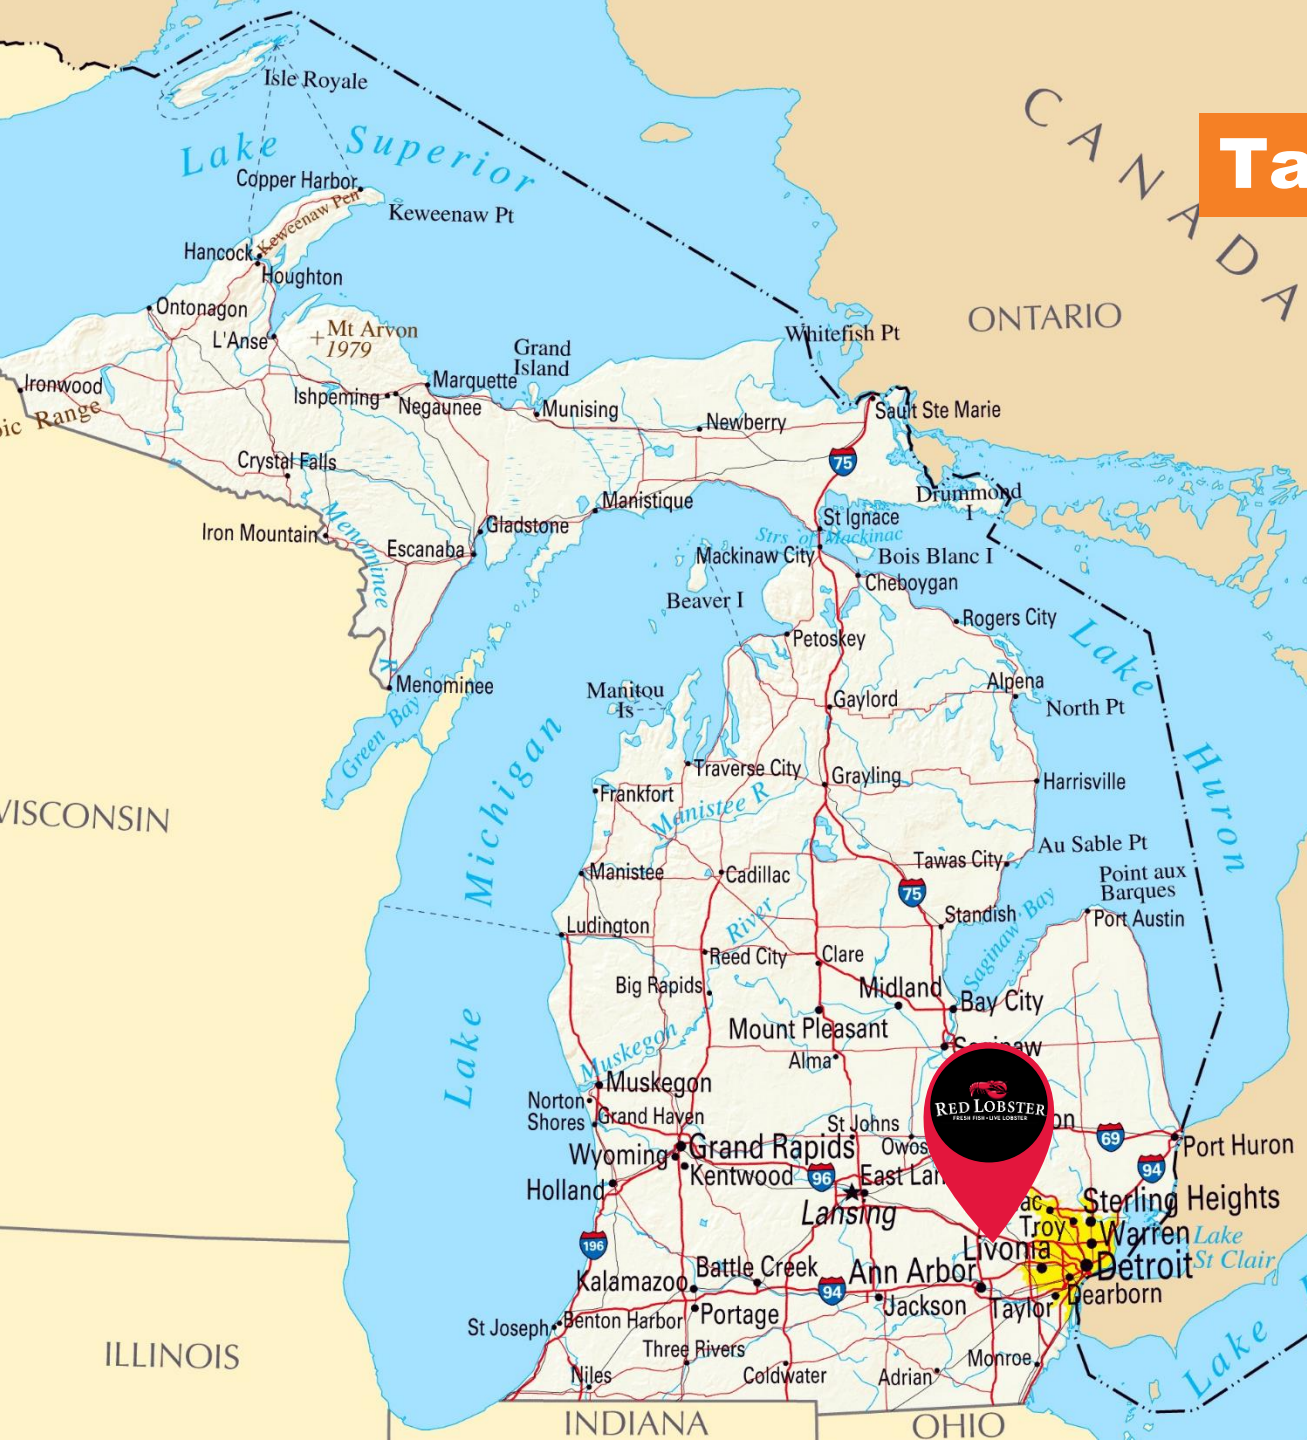 Isle Royale
CANADA
Ta
Lake Superior
Copper Harbor
Keweenaw Pen
Keweenaw Pt
Hancock
Houghton
Ontonagon
ONTARIO
Mt Arvon
1979
L'Anse
Whitefish Pt
Grand
Island
Marquette
Ironwood
Ishpeming
Negaunee
Munising
Sault Ste Marie
Newberry
ic Range
Crystal Falls
75
Drummond
I
Manistique
Menominee
R
St Ignace
Gladstone
Iron Mountain
Strs of Mackinac
Escanaba
Mackinaw City
Bois Blanc I
Cheboygan
Beaver I
Rogers City
Petoskey
Lake Huron
Menominee
Manitou
Is
Alpena
Gaylord
North Pt
Green Bay
Lake Michigan
Traverse City
Grayling
Harrisville
Frankfort
Manistee R
VISCONSIN
Au Sable Pt
Tawas City
Manistee
Cadillac
Point aux
Barques
75
Standish
Port Austin
Saginaw Bay
Ludington
Muskegon River
Reed City
Clare
Big Rapids
Midland
Bay City
Mount Pleasant
Saginaw
Alma
Muskegon
Norton
Shores
Grand Haven
RED LOBSTER
FRESH FISH • LIVE LOBSTER
St Johns
on
69
Owos
Port Huron
Grand Rapids
Wyoming
Kentwood
96
East Lan
94
Holland
ac
Sterling Heights
Lansing
Troy
Warren
Lake
St Clair
196
Livonia
Detroit
Battle Creek
Ann Arbor
Kalamazoo
94
Dearborn
Portage
Jackson
Taylor
Benton Harbor
St Joseph
Three Rivers
Monroe
Lake
ILLINOIS
Niles
Coldwater
Adrian
INDIANA
OHIO